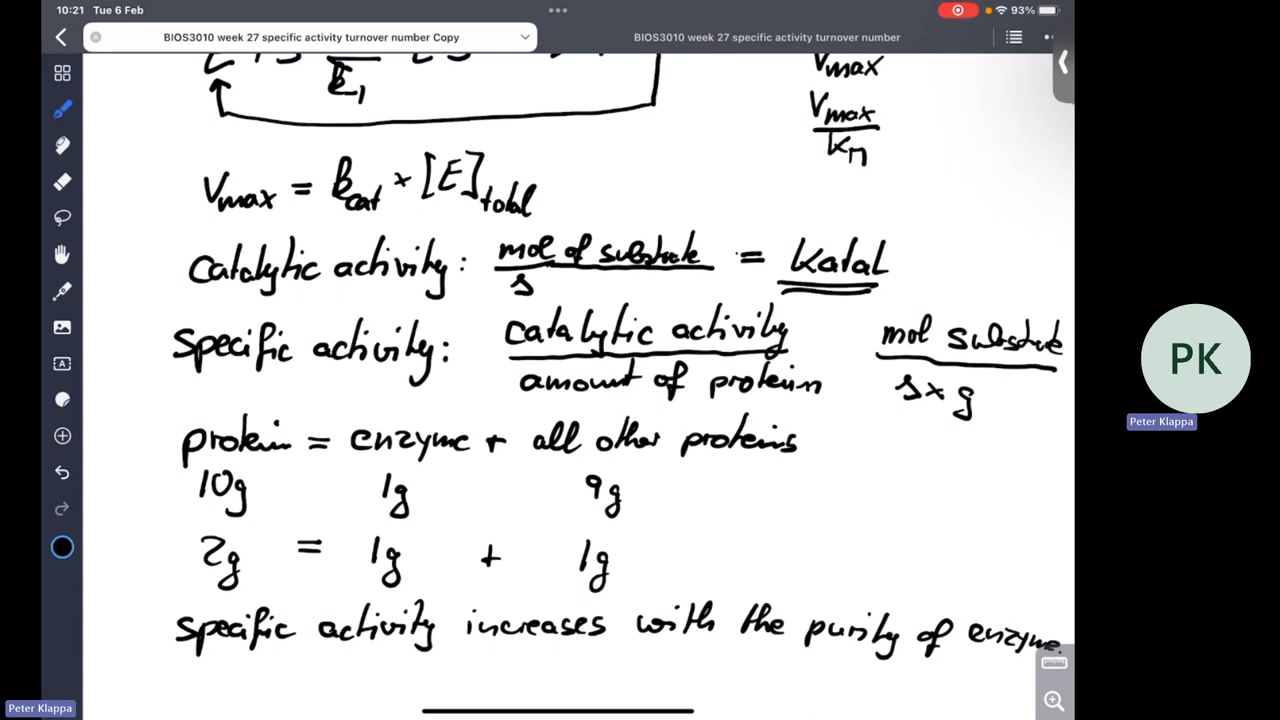 10:21 Tue 6 Feb
93%
BIOS3010 week 27 specific activity turnover number Copy
BIOS3010 week 27 specific activity turnover number
k₁
Vmax
Vmax
KM
Vmax = kcat × [E]total
Catalytic activity: mol of substrate / s = Katal
Specific activity: catalytic activity / amount of protein
mol substrate / s × g
protein = enzyme + all other proteins
10g 1g 9g
2g = 1g + 1g
specific activity increases with the purity of enzyme.
PK
Peter Klappa
Peter Klappa